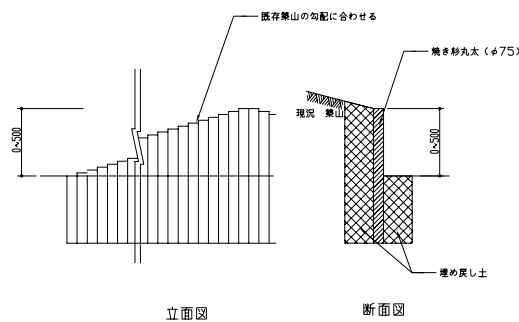 既存築山の勾配に合わせる
焼き杉丸太（φ75）
0~500
現況　築山
0~500
埋め戻し土
立面図
断面図